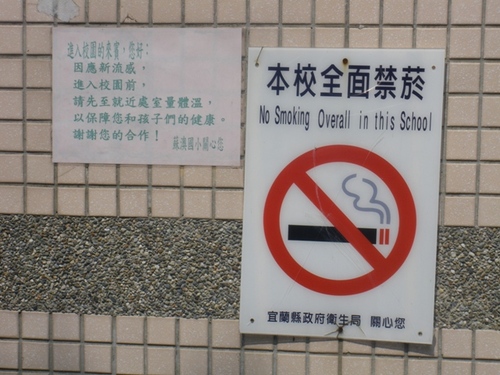 進入校園的來賓，您好：
因應新流感，
進入校園前，
請先至就近處室量體溫，
以保障您和孩子們的健康。
謝謝您的合作！
蘇澳國小關心您
本校全面禁菸
No Smoking Overall in this School
宜蘭縣政府衛生局 關心您